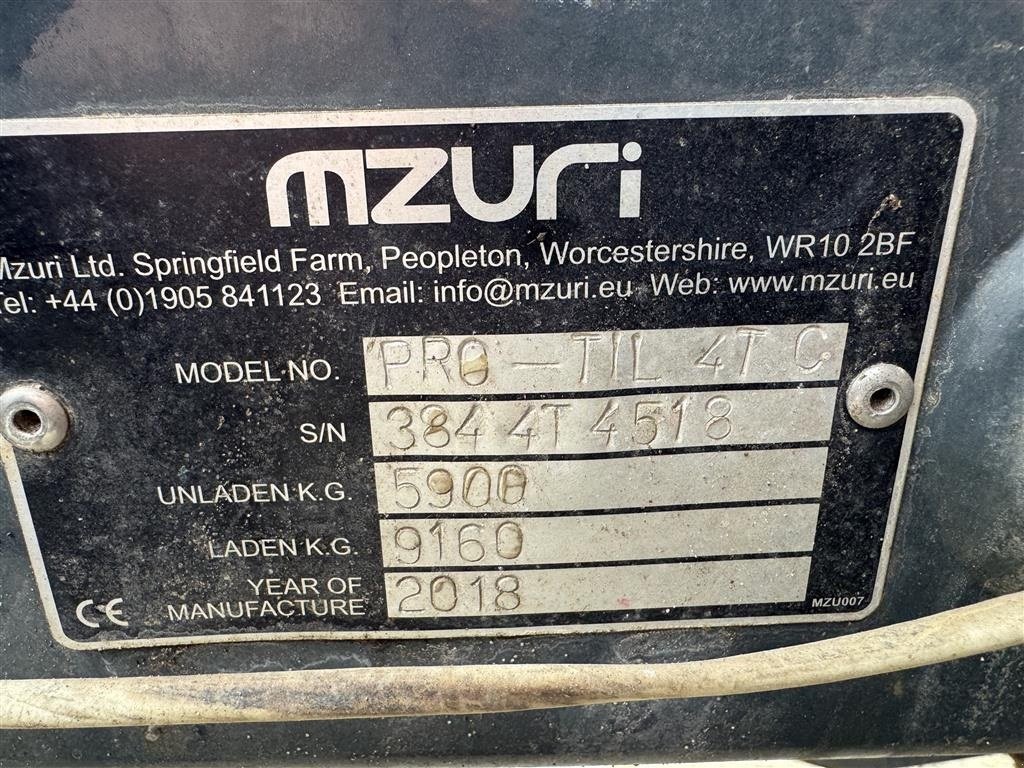 mzuri
Mzuri Ltd. Springfield Farm, Peopleton, Worcestershire, WR10 2BF
Tel: +44 (0)1905 841123 Email: info@mzuri.eu Web: www.mzuri.eu
MODEL NO. PRO-TIL 4T C
S/N 384 4T 4518
UNLADEN K.G. 5900
LADEN K.G. 9160
YEAR OF
MANUFACTURE 2018
CE
MZU007